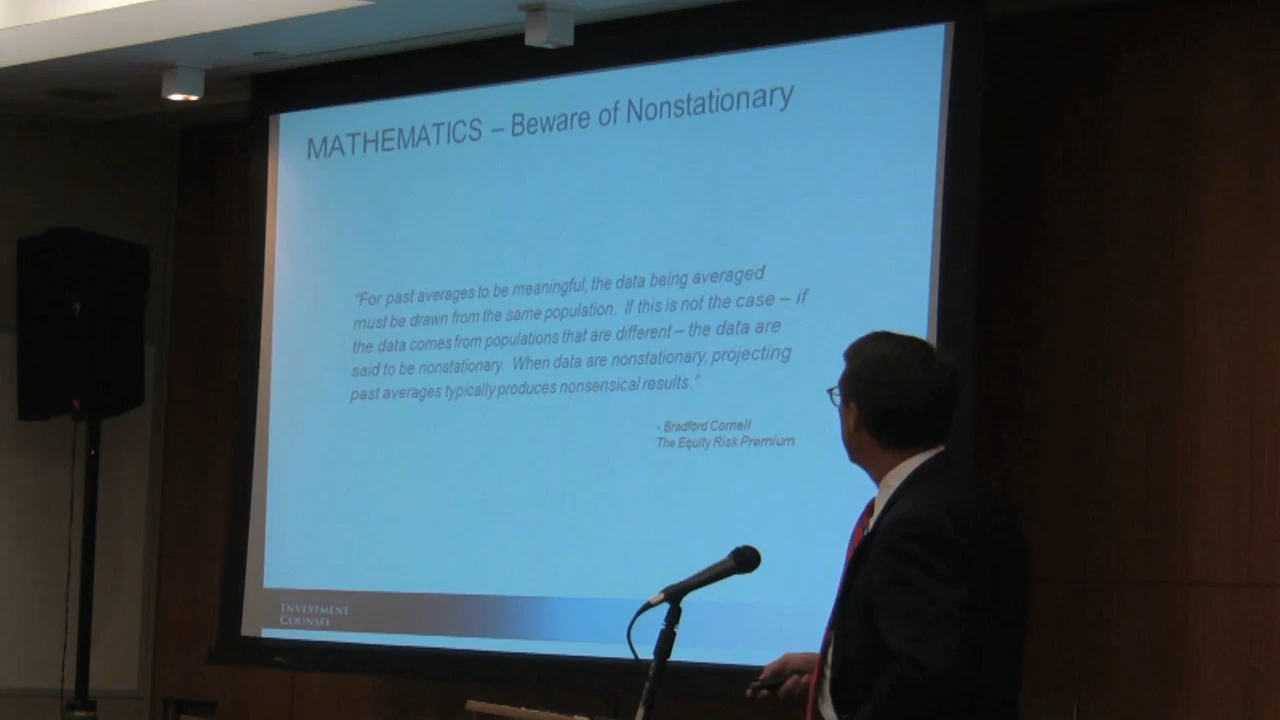 MATHEMATICS – Beware of Nonstationary
"For past averages to be meaningful, the data being averaged
must be drawn from the same population. If this is not the case – if
the data comes from populations that are different – the data are
said to be nonstationary. When data are nonstationary, projecting
past averages typically produces nonsensical results."
- Bradford Cornell
The Equity Risk Premium
INVESTMENT
COUNSEL